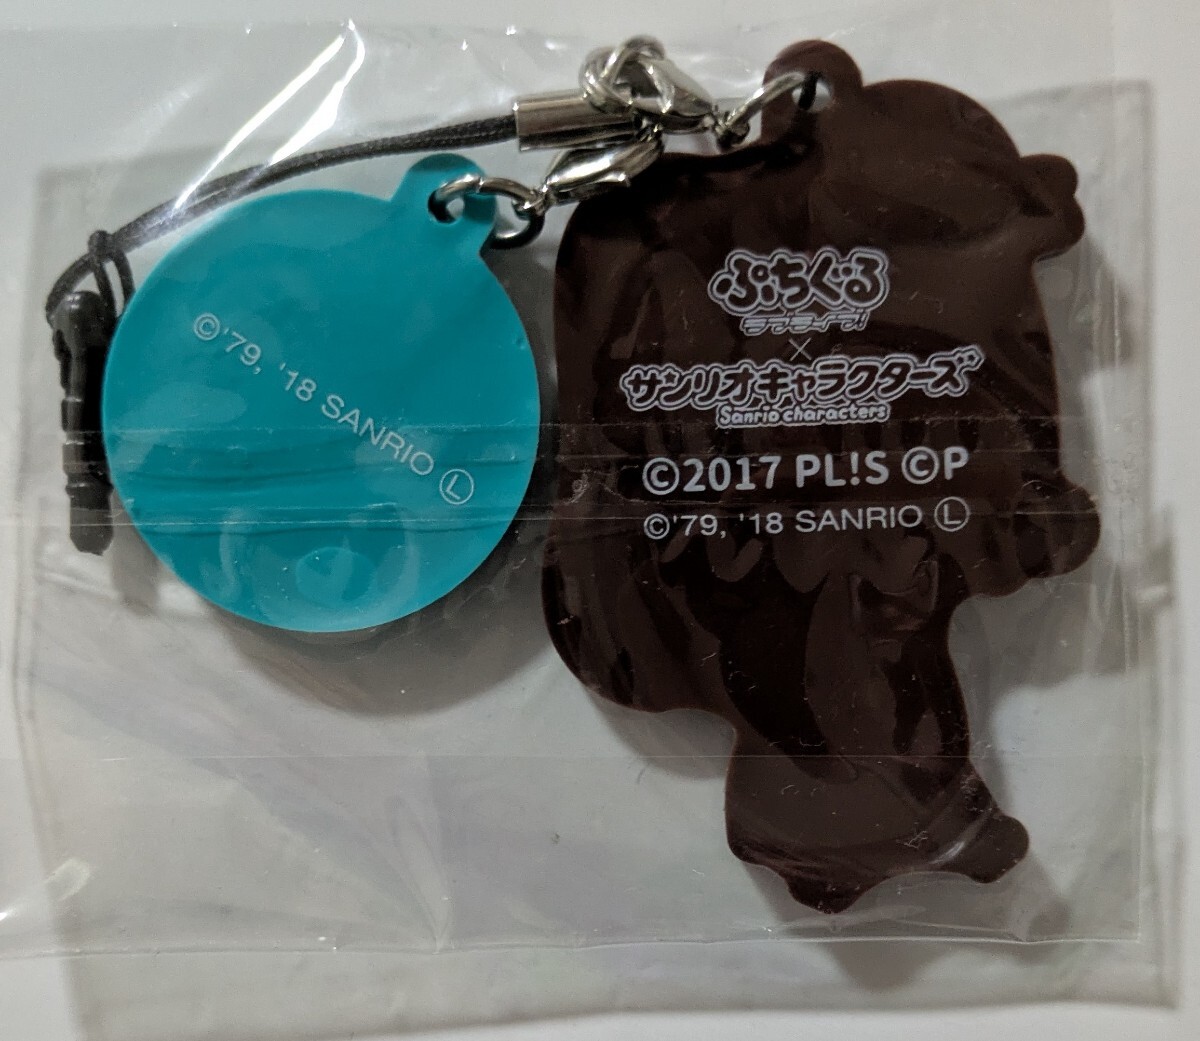 ©'79, '18 SANRIO Ⓛ
ぷちぐる
ラブライブ!
×
サンリオキャラクターズ
Sanrio characters
©2017 PL!S ©P
©'79, '18 SANRIO Ⓛ